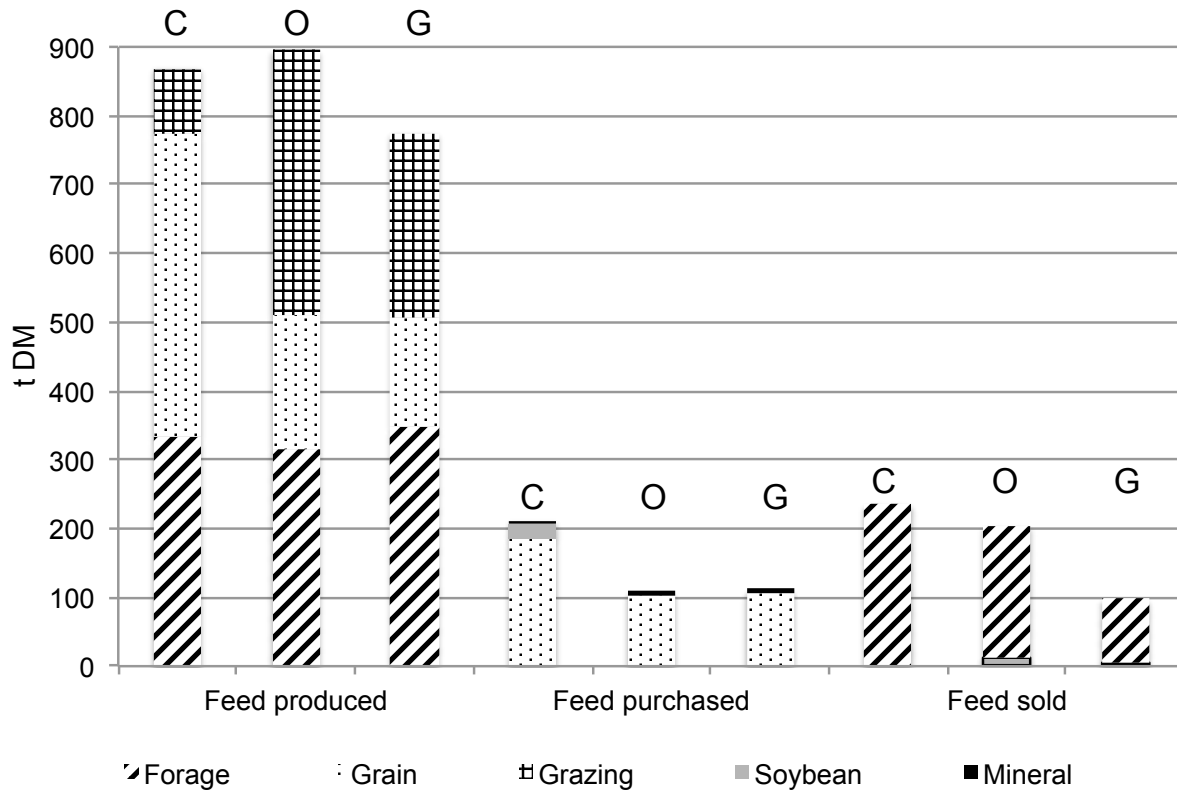 C O G
900
800
700
600
500
400
300
200
100
0
t DM
C O G
C O G
Feed produced Feed purchased Feed sold
Forage Grain Grazing Soybean Mineral